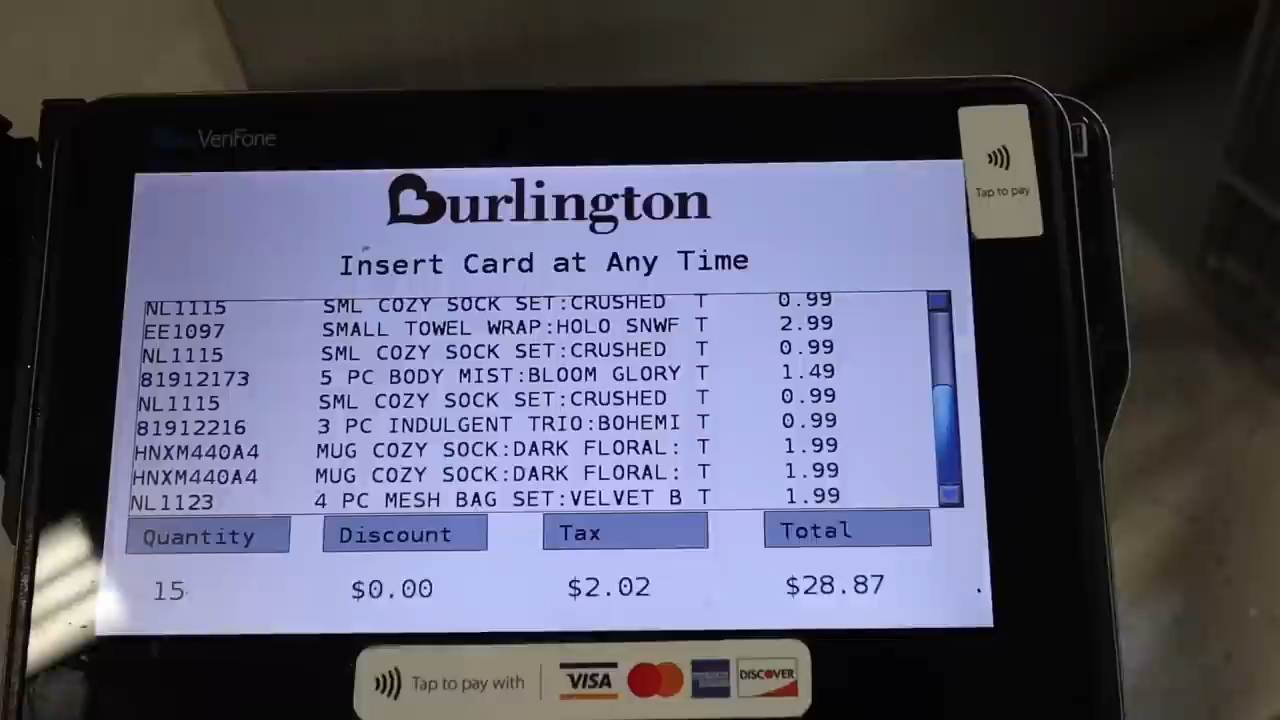 VeriFone
Tap to pay
Burlington
Insert Card at Any Time
NL1115 SML COZY SOCK SET:CRUSHED T 0.99
EE1097 SMALL TOWEL WRAP:HOLO SNWF T 2.99
NL1115 SML COZY SOCK SET:CRUSHED T 0.99
81912173 5 PC BODY MIST:BLOOM GLORY T 1.49
NL1115 SML COZY SOCK SET:CRUSHED T 0.99
81912216 3 PC INDULGENT TRIO:BOHEMI T 0.99
HNXM440A4 MUG COZY SOCK:DARK FLORAL: T 1.99
HNXM440A4 MUG COZY SOCK:DARK FLORAL: T 1.99
NL1123 4 PC MESH BAG SET:VELVET B T 1.99
Quantity Discount Tax Total
15 $0.00 $2.02 $28.87
Tap to pay with VISA DISCOVER